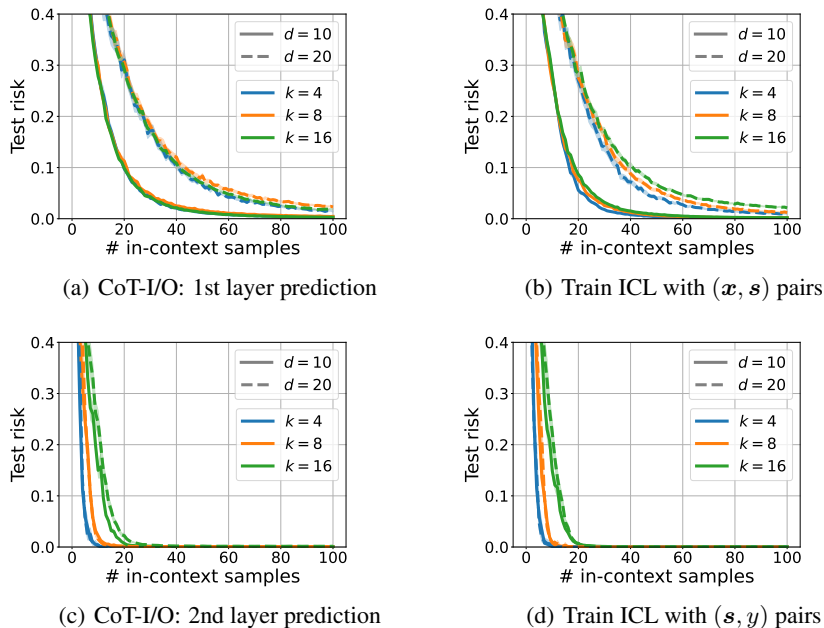 0.4
0.3
0.2
0.1
0.0
Test risk
0 20 40 60 80 100
# in-context samples
d = 10
d = 20
k = 4
k = 8
k = 16
(a) CoT-I/O: 1st layer prediction
0.4
0.3
0.2
0.1
0.0
Test risk
0 20 40 60 80 100
# in-context samples
d = 10
d = 20
k = 4
k = 8
k = 16
(b) Train ICL with (x, s) pairs
0.4
0.3
0.2
0.1
0.0
Test risk
0 20 40 60 80 100
# in-context samples
d = 10
d = 20
k = 4
k = 8
k = 16
(c) CoT-I/O: 2nd layer prediction
0.4
0.3
0.2
0.1
0.0
Test risk
0 20 40 60 80 100
# in-context samples
d = 10
d = 20
k = 4
k = 8
k = 16
(d) Train ICL with (s, y) pairs